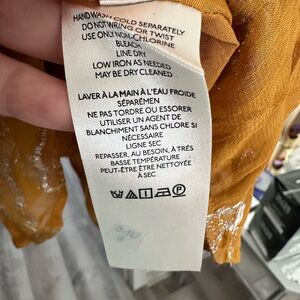 HAND WASH COLD SEPARATELY
DO NOT WRING OR TWIST
USE ONLY NON-CHLORINE
BLEACH
LINE DRY
LOW IRON AS NEEDED
MAY BE DRY CLEANED
LAVER À LA MAIN À L'EAU FROIDE
SÉPARÉMEN
NE PAS TORDRE OU ESSORER
UTILISER UN AGENT DE
BLANCHIMENT SANS CHLORE SI
NÉCESSAIRE
LIGNE SEC
REPASSER, AU BESOIN, À TRÉS
BASSE TEMPÉRATURE
PEUT-ÊTRE ÊTRE NETTOYÉE
À SEC